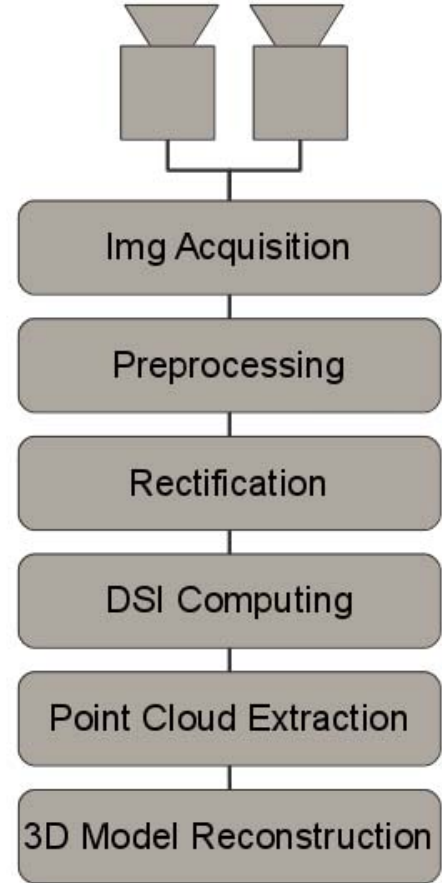 Img Acquisition
Preprocessing
Rectification
DSI Computing
Point Cloud Extraction
3D Model Reconstruction